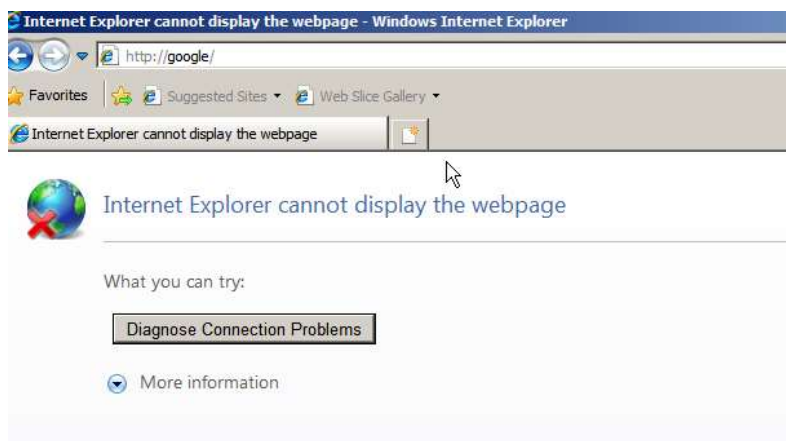 Internet Explorer cannot display the webpage - Windows Internet Explorer
http://google/
Favorites Suggested Sites Web Slice Gallery
Internet Explorer cannot display the webpage
Internet Explorer cannot display the webpage
What you can try:
Diagnose Connection Problems
More information